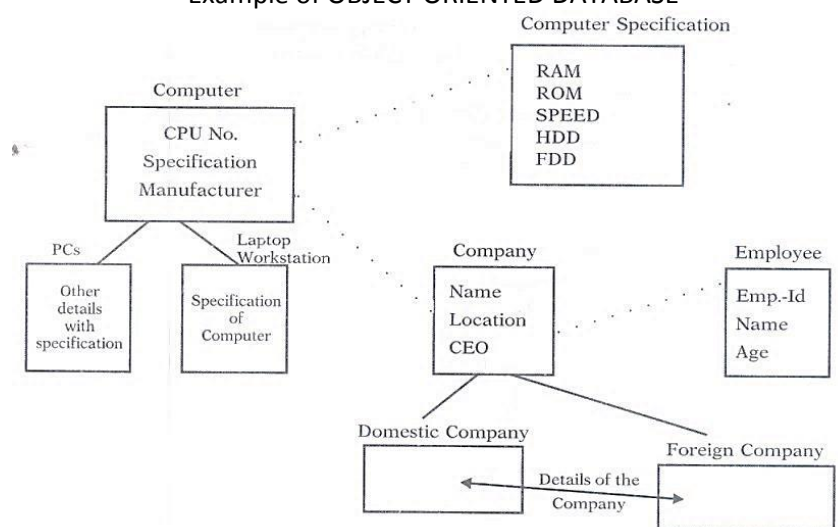 Example of OBJECT ORIENTED DATABASE
Computer Specification
RAM
ROM
SPEED
HDD
FDD
Computer
CPU No.
Specification
Manufacturer
PCs
Other
details
with
specification
Laptop
Workstation
Specification
of
Computer
Company
Name
Location
CEO
Employee
Emp.-Id
Name
Age
Domestic Company
Foreign Company
Details of the
Company